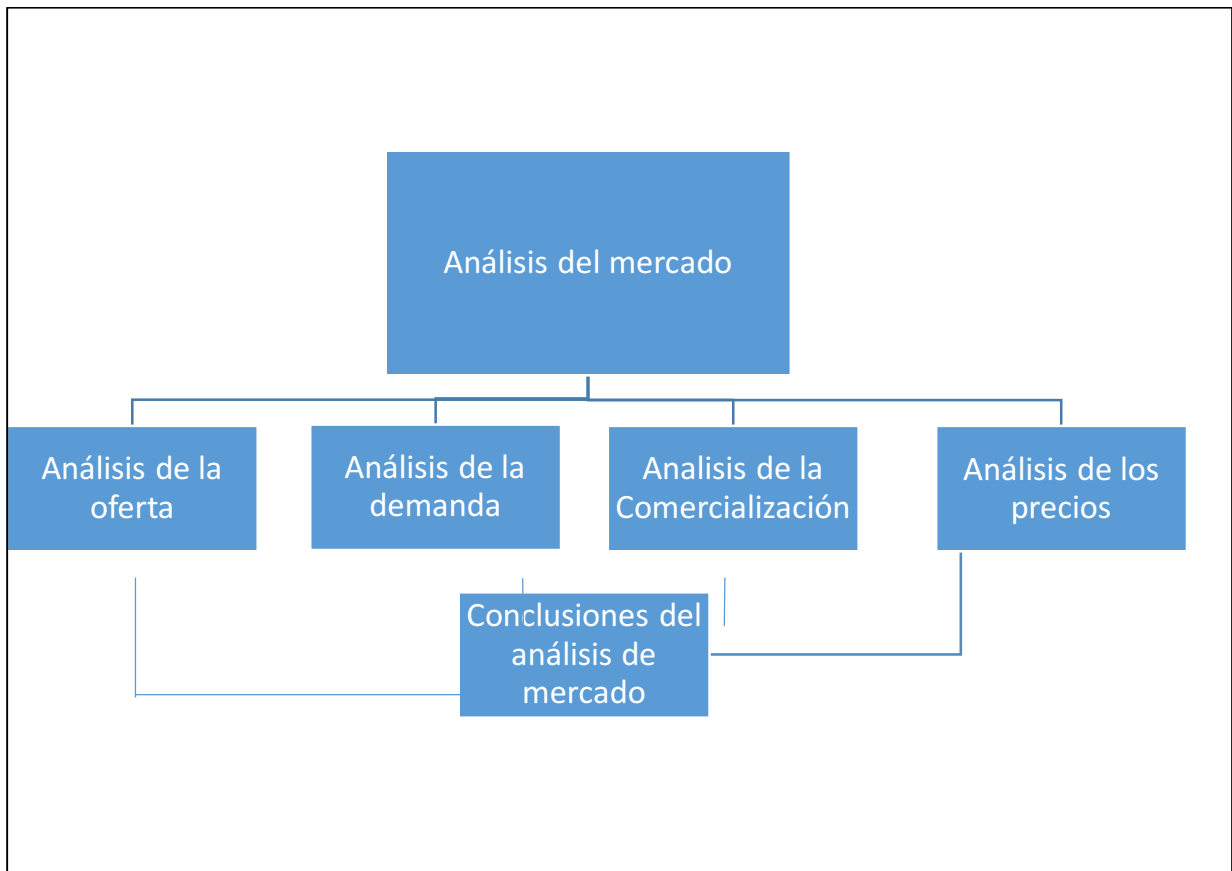 Análisis del mercado
Análisis de la
oferta
Análisis de la
demanda
Analisis de la
Comercialización
Análisis de los
precios
Conclusiones del
análisis de
mercado